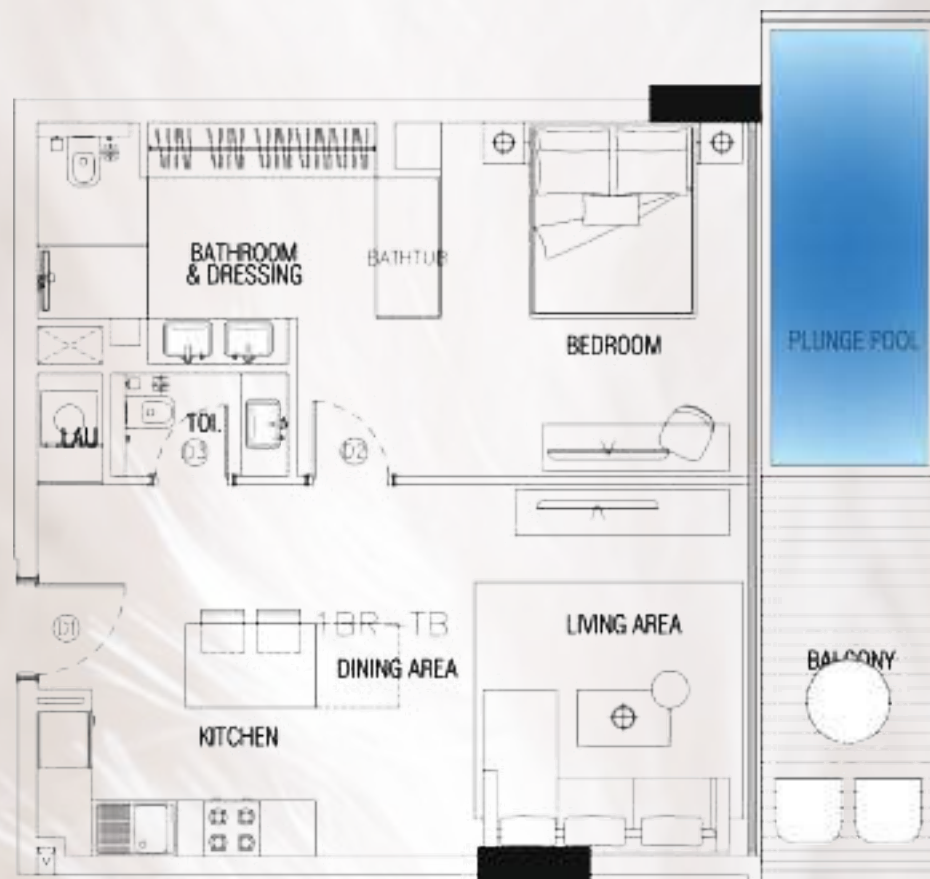 BATHROOM
& DRESSING
BATHTUB
BEDROOM
PLUNGE POOL
LAU
TOI.
D3
D2
D1
1BR-TB
LIVING AREA
DINING AREA
BALCONY
KITCHEN